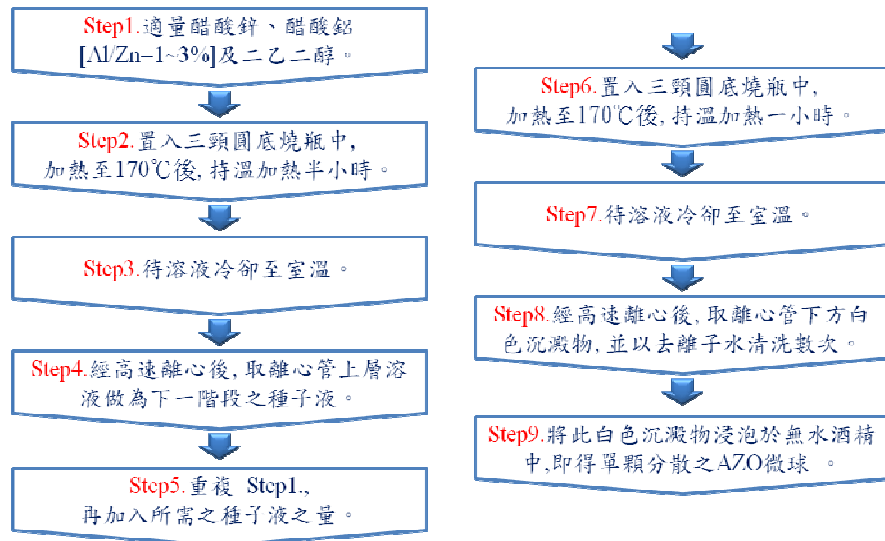 Step1.適量醋酸鋅、醋酸鋁
[Al/Zn=1~3%]及二乙二醇。
Step2.置入三頸圓底燒瓶中,
加熱至170℃後, 持溫加熱半小時。
Step3.待溶液冷卻至室溫。
Step4.經高速離心後, 取離心管上層溶
液做為下一階段之種子液。
Step5.重複 Step1.,
再加入所需之種子液之量。
Step6.置入三頸圓底燒瓶中,
加熱至170℃後, 持溫加熱一小時。
Step7.待溶液冷卻至室溫。
Step8.經高速離心後, 取離心管下方白
色沉澱物, 並以去離子水清洗數次。
Step9.將此白色沉澱物浸泡於無水酒精
中,即得單顆分散之AZO微球 。